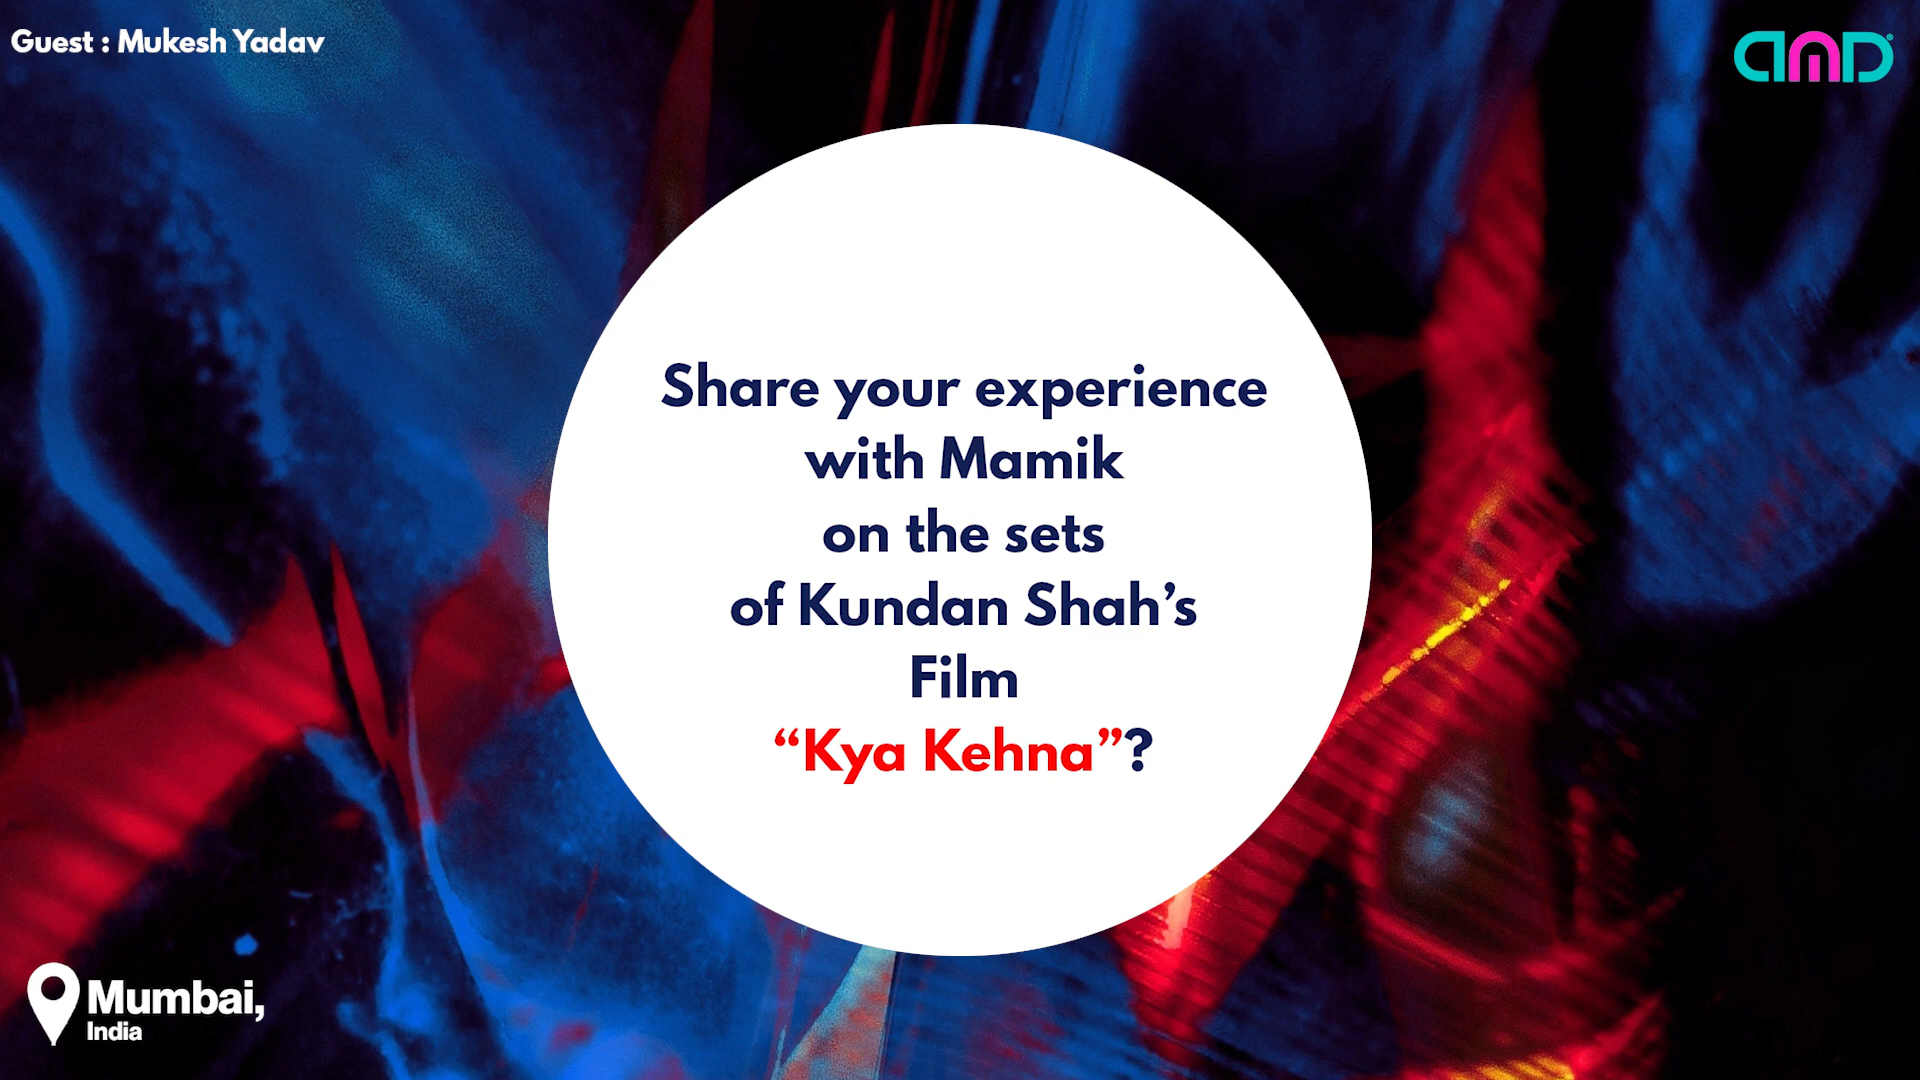 Guest : Mukesh Yadav
AMD
Share your experience
with Mamik
on the sets
of Kundan Shah’s
Film
“Kya Kehna”?
Mumbai,
India